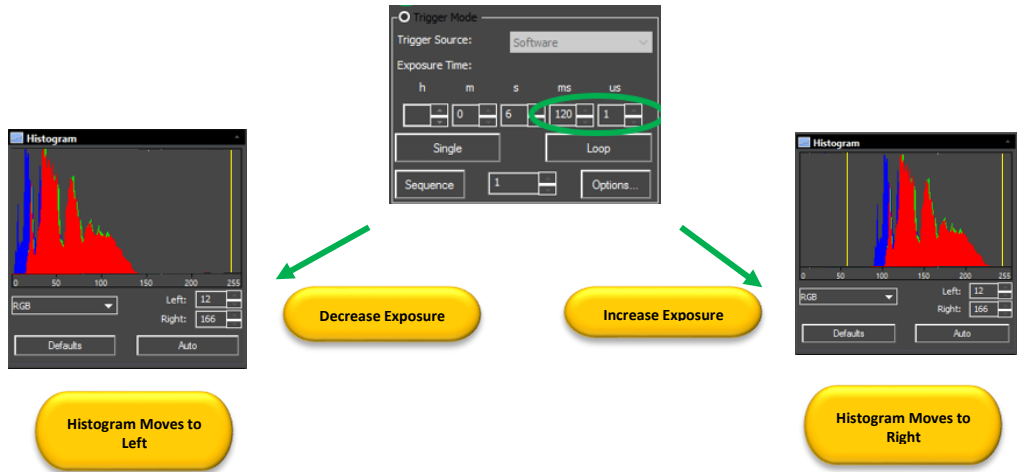 Trigger Mode
Trigger Source: Software
Exposure Time:
h m s ms us
0 6 120 1
Single Loop
Sequence 1 Options...
Histogram
0 50 100 150 200 255
RGB Left: 12
Right: 166
Defaults Auto
Decrease Exposure
Increase Exposure
Histogram
0 50 100 150 200 255
RGB Left: 12
Right: 166
Defaults Auto
Histogram Moves to
Left
Histogram Moves to
Right